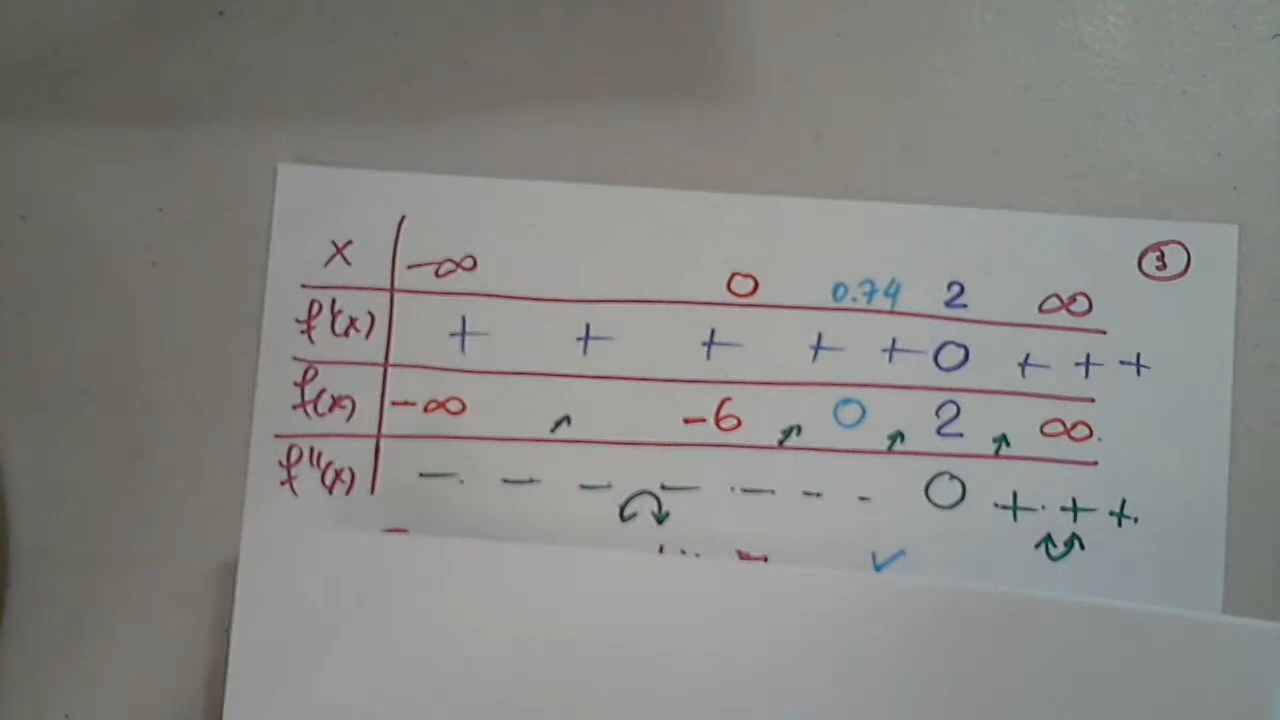 3
x -∞ 0 0.74 2 ∞
f'(x) + + + + + 0 + + +
f(x) -∞ ↗ -6 ↗ 0 ↗ 2 ↗ ∞
f''(x) - - - - - - - 0 + + +